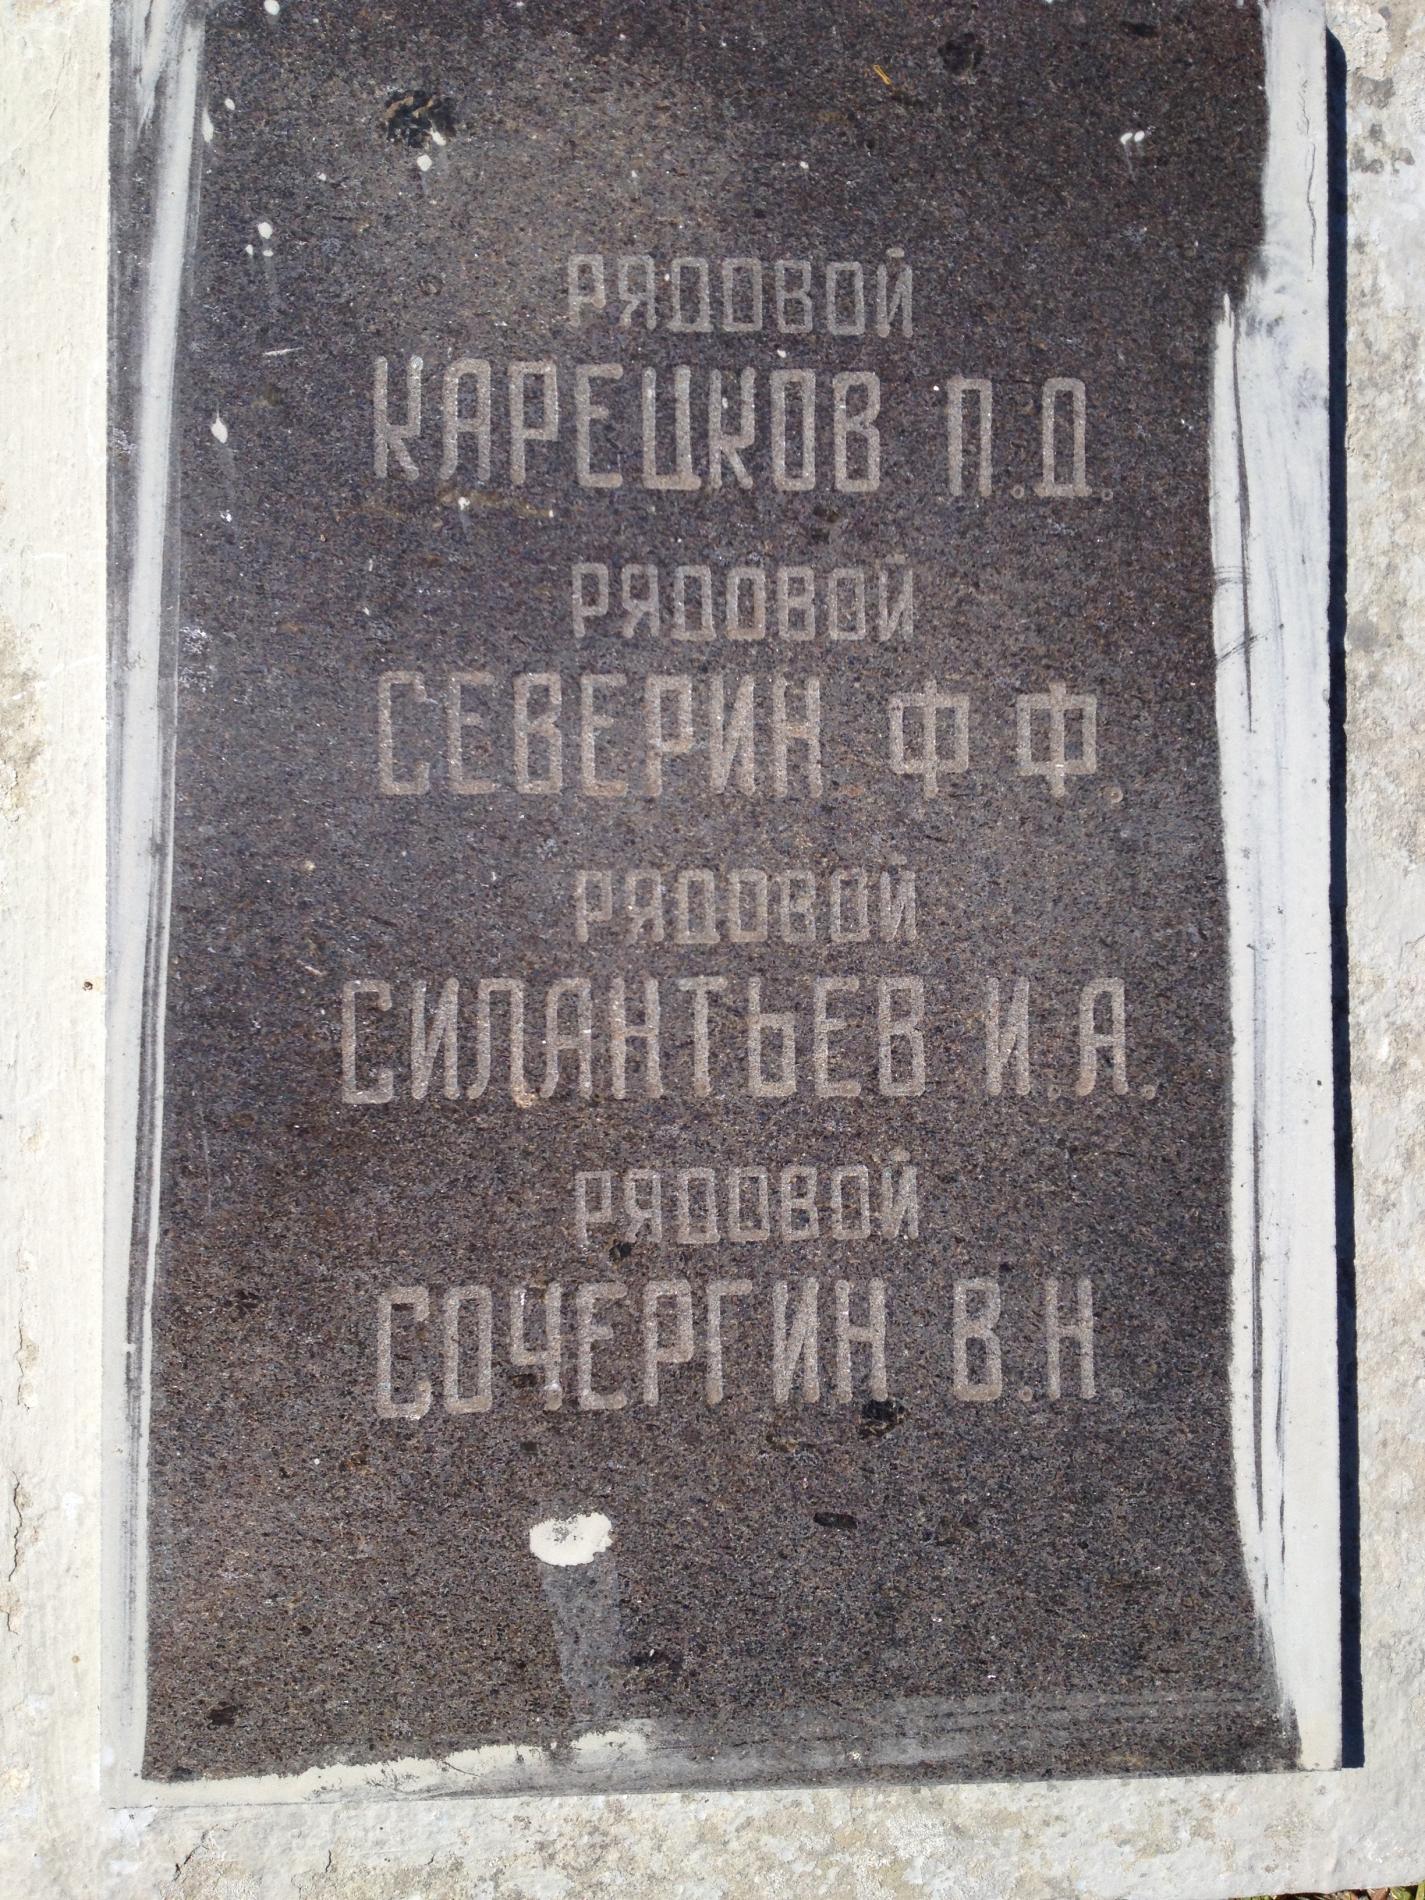 РЯДОВОЙ
КАРЕЦКОВ П.Д.
РЯДОВОЙ
СЕВЕРИН Ф Ф.
РЯДОВОЙ
СИЛАНТЬЕВ И.А.
РЯДОВОЙ
СОЧЕРГИН В.Н.